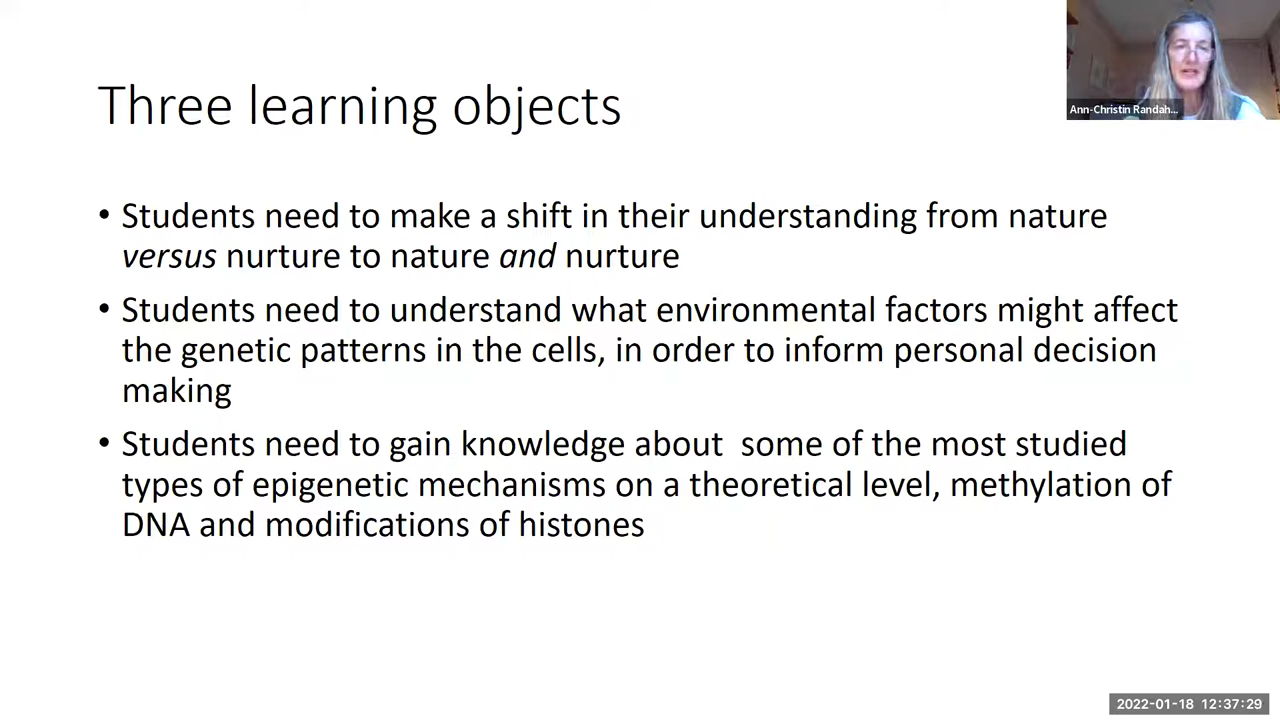 Three learning objects
Ann-Christin Randah...
• Students need to make a shift in their understanding from nature
versus nurture to nature and nurture
• Students need to understand what environmental factors might affect
the genetic patterns in the cells, in order to inform personal decision
making
• Students need to gain knowledge about  some of the most studied
types of epigenetic mechanisms on a theoretical level, methylation of
DNA and modifications of histones
2022-01-18 12:37:29